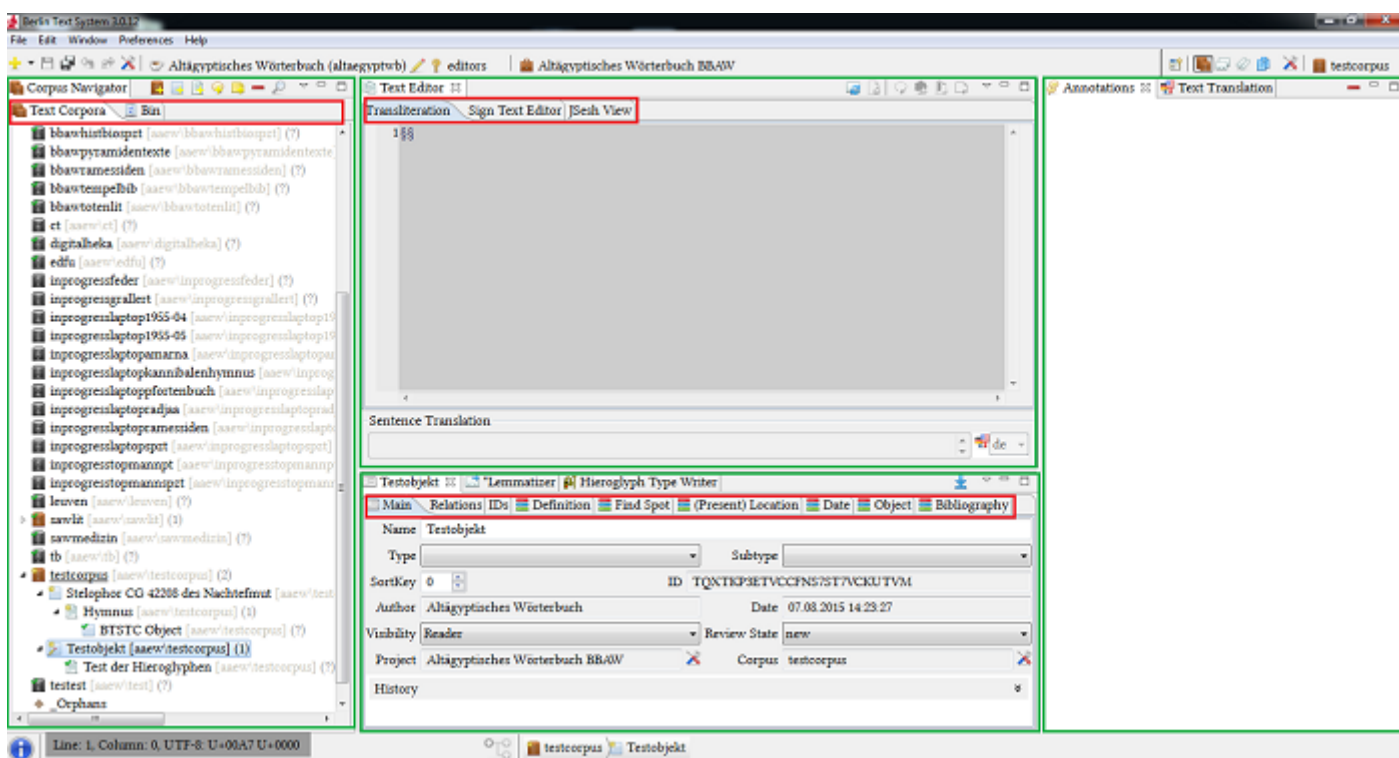 Berlin Text System 3.0.12
File Edit Window Preferences Help
Altägyptisches Wörterbuch (altaegyptwb) editors Altägyptisches Wörterbuch BBAW testcorpus
Corpus Navigator
Text Corpora Bin
bbawhistbiospzt [aaew\bbawhistbiospzt] (?)
bbawpyramidentexte [aaew\bbawpyramidentexte]
bbawramessiden [aaew\bbawramessiden] (?)
bbawtempelbib [aaew\bbawtempelbib] (?)
bbawtotenlit [aaew\bbawtotenlit] (?)
ct [aaew\ct] (?)
digitalheka [aaew\digitalheka] (?)
edfu [aaew\edfu] (?)
inprogressfeder [aaew\inprogressfeder] (?)
inprogressgrallert [aaew\inprogressgrallert] (?)
inprogresslaptop1955-04 [aaew\inprogresslaptop19
inprogresslaptop1955-05 [aaew\inprogresslaptop19
inprogresslaptopamarna [aaew\inprogresslaptopa
inprogresslaptopkannibalenhymnus [aaew\inprog
inprogresslaptoppfortenbuch [aaew\inprogresslap
inprogresslaptopradjaa [aaew\inprogresslaptoprad
inprogresslaptopramessiden [aaew\inprogresslapto
inprogresslaptopspzt [aaew\inprogresslaptopspzt]
inprogresstopmannpt [aaew\inprogresstopmannp
inprogresstopmannspzt [aaew\inprogresstopmann
leuven [aaew\leuven] (?)
sawlit [aaew\sawlit] (1)
sawmedizin [aaew\sawmedizin] (?)
tb [aaew\tb] (?)
testcorpus [aaew\testcorpus] (2)
Stelophor CG 42208 des Nachtefmut [aaew\test
Hymnus [aaew\testcorpus] (1)
BTSTC Object [aaew\testcorpus] (?)
Testobjekt [aaew\testcorpus] (1)
Test der Hieroglyphen [aaew\testcorpus] (?)
testest [aaew\test] (?)
_Orphans
Text Editor
Transliteration Sign Text Editor JSesh View
1 §§
Sentence Translation
de
Testobjekt *Lemmatizer Hieroglyph Type Writer
Main Relations IDs Definition Find Spot (Present) Location Date Object Bibliography
Name Testobjekt
Type Subtype
SortKey 0 ID
Author Altägyptisches Wörterbuch Date 07.08.2015 14:23:27
Visibility Reader Review State new
Project Altägyptisches Wörterbuch BBAW Corpus testcorpus
History
Annotations Text Translation
Line: 1, Column: 0, UTF-8: U+00A7 U+0000 testcorpus Testobjekt